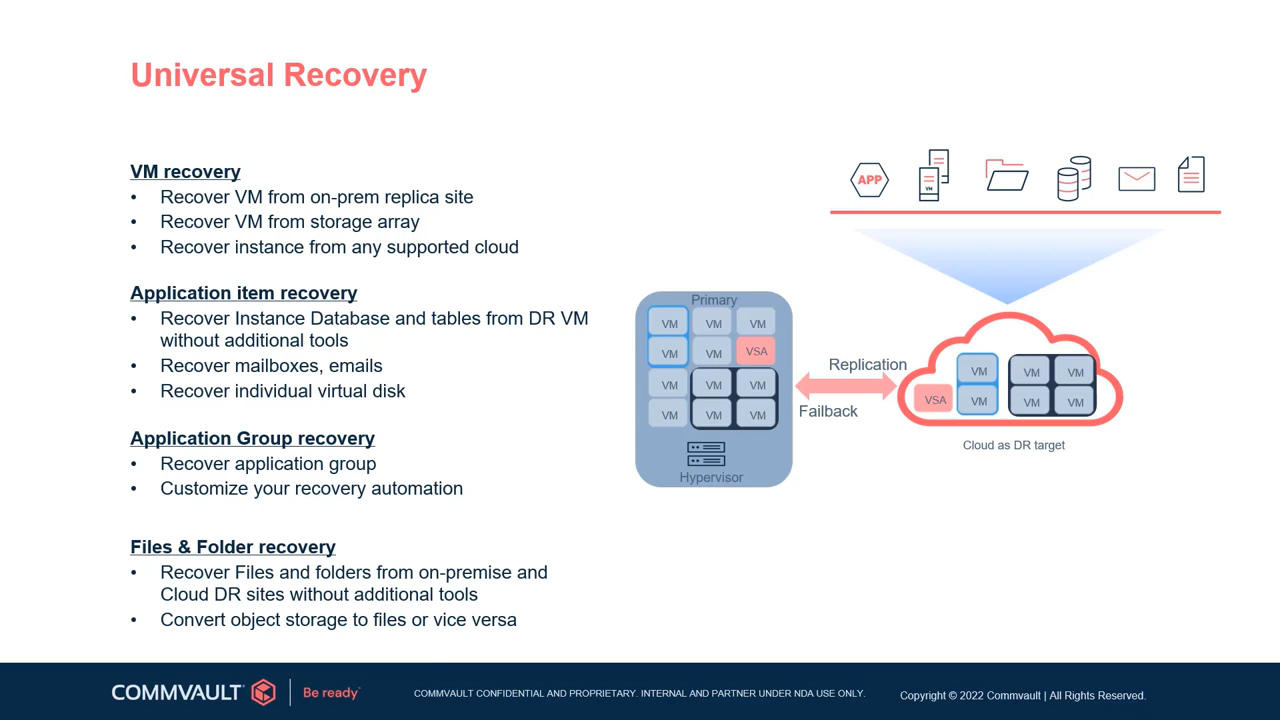 Universal Recovery
VM recovery
• Recover VM from on-prem replica site
• Recover VM from storage array
• Recover instance from any supported cloud
Application item recovery
• Recover Instance Database and tables from DR VM
without additional tools
• Recover mailboxes, emails
• Recover individual virtual disk
Application Group recovery
• Recover application group
• Customize your recovery automation
Files & Folder recovery
• Recover Files and folders from on-premise and
Cloud DR sites without additional tools
• Convert object storage to files or vice versa
APP
VM
Primary
VM VM VM
VM VM VSA
VM VM VM
VM VM VM
Hypervisor
Replication
Failback
VM VM VM
VSA VM VM VM
Cloud as DR target
COMMVAULT
Be ready
COMMVAULT CONFIDENTIAL AND PROPRIETARY. INTERNAL AND PARTNER UNDER NDA USE ONLY.
Copyright © 2022 Commvault | All Rights Reserved.